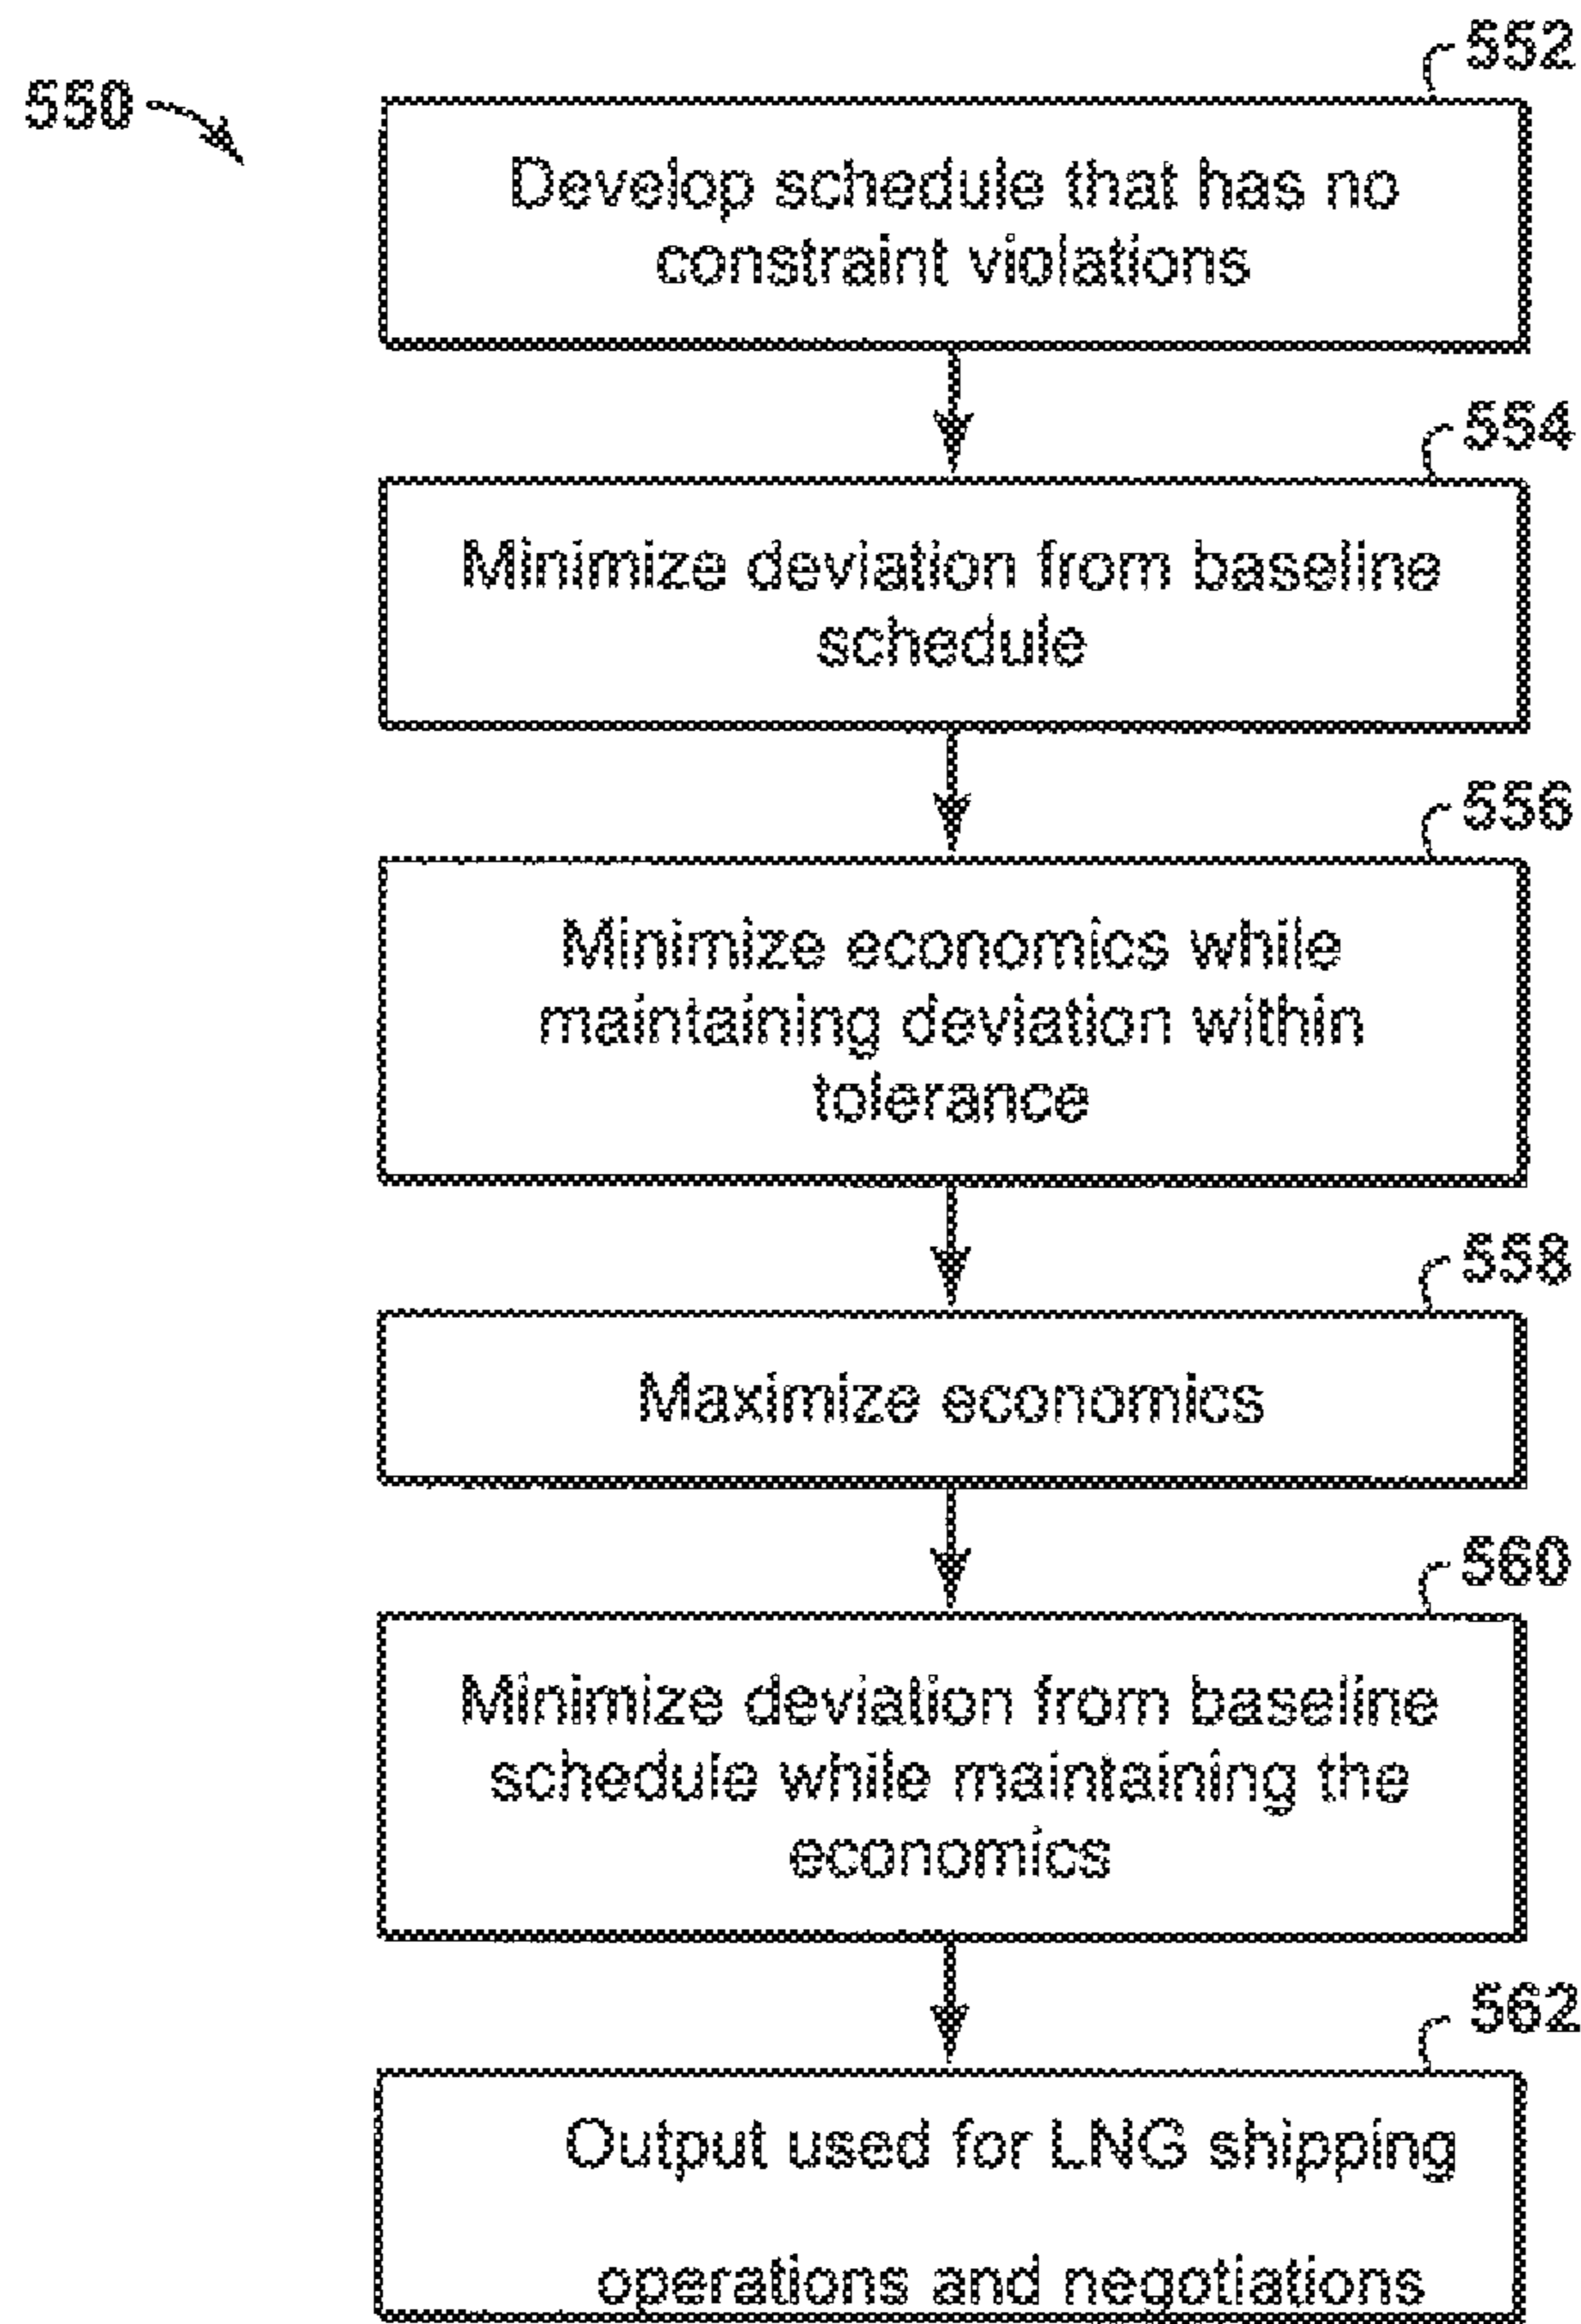 552
550
Develop schedule that has no
constraint violations
554
Minimize deviation from baseline
schedule
556
Minimize economics while
maintaining deviation within
tolerance
558
Maximize economics
560
Minimize deviation from baseline
schedule while maintaining the
economics
562
Output used for LNG shipping
operations and negotiations